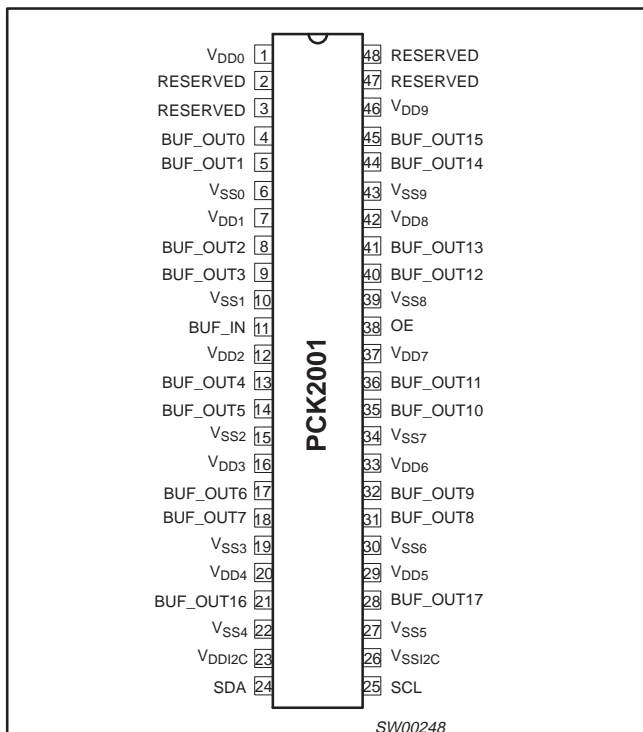 VDD0 1 48 RESERVED
RESERVED 2 47 RESERVED
RESERVED 3 46 VDD9
BUF_OUT0 4 45 BUF_OUT15
BUF_OUT1 5 44 BUF_OUT14
VSS0 6 43 VSS9
VDD1 7 42 VDD8
BUF_OUT2 8 41 BUF_OUT13
BUF_OUT3 9 40 BUF_OUT12
VSS1 10 39 VSS8
BUF_IN 11 38 OE
VDD2 12 37 VDD7
BUF_OUT4 13 36 BUF_OUT11
BUF_OUT5 14 35 BUF_OUT10
VSS2 15 34 VSS7
VDD3 16 33 VDD6
BUF_OUT6 17 32 BUF_OUT9
BUF_OUT7 18 31 BUF_OUT8
VSS3 19 30 VSS6
VDD4 20 29 VDD5
BUF_OUT16 21 28 BUF_OUT17
VSS4 22 27 VSS5
VDDI2C 23 26 VSSI2C
SDA 24 25 SCL
PCK2001
SW00248